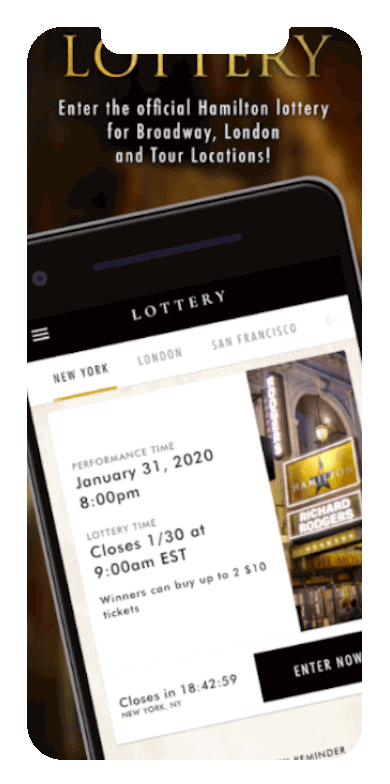 LOTTERY
Enter the official Hamilton lottery
for Broadway, London
and Tour Locations!
LOTTERY
NEW YORK
LONDON
SAN FRANCISCO
PERFORMANCE TIME
January 31, 2020
8:00pm
LOTTERY TIME
Closes 1/30 at
9:00am EST
Winners can buy up to 2 $10
tickets
RODGERS
HAMILTON
RICHARD
RODGERS
Closes in 18:42:59
NEW YORK, NY
ENTER NOW
REMINDER